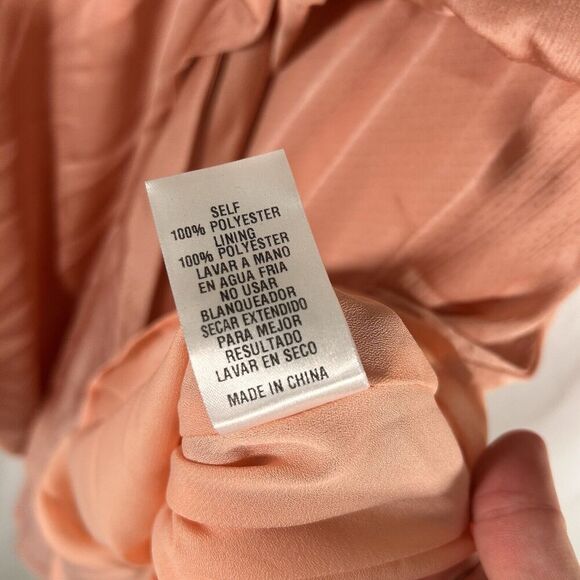 SELF
100% POLYESTER
LINING
100% POLYESTER
LAVAR A MANO
EN AGUA FRIA
NO USAR
BLANQUEADOR
SECAR EXTENDIDO
PARA MEJOR
RESULTADO
LAVAR EN SECO
MADE IN CHINA